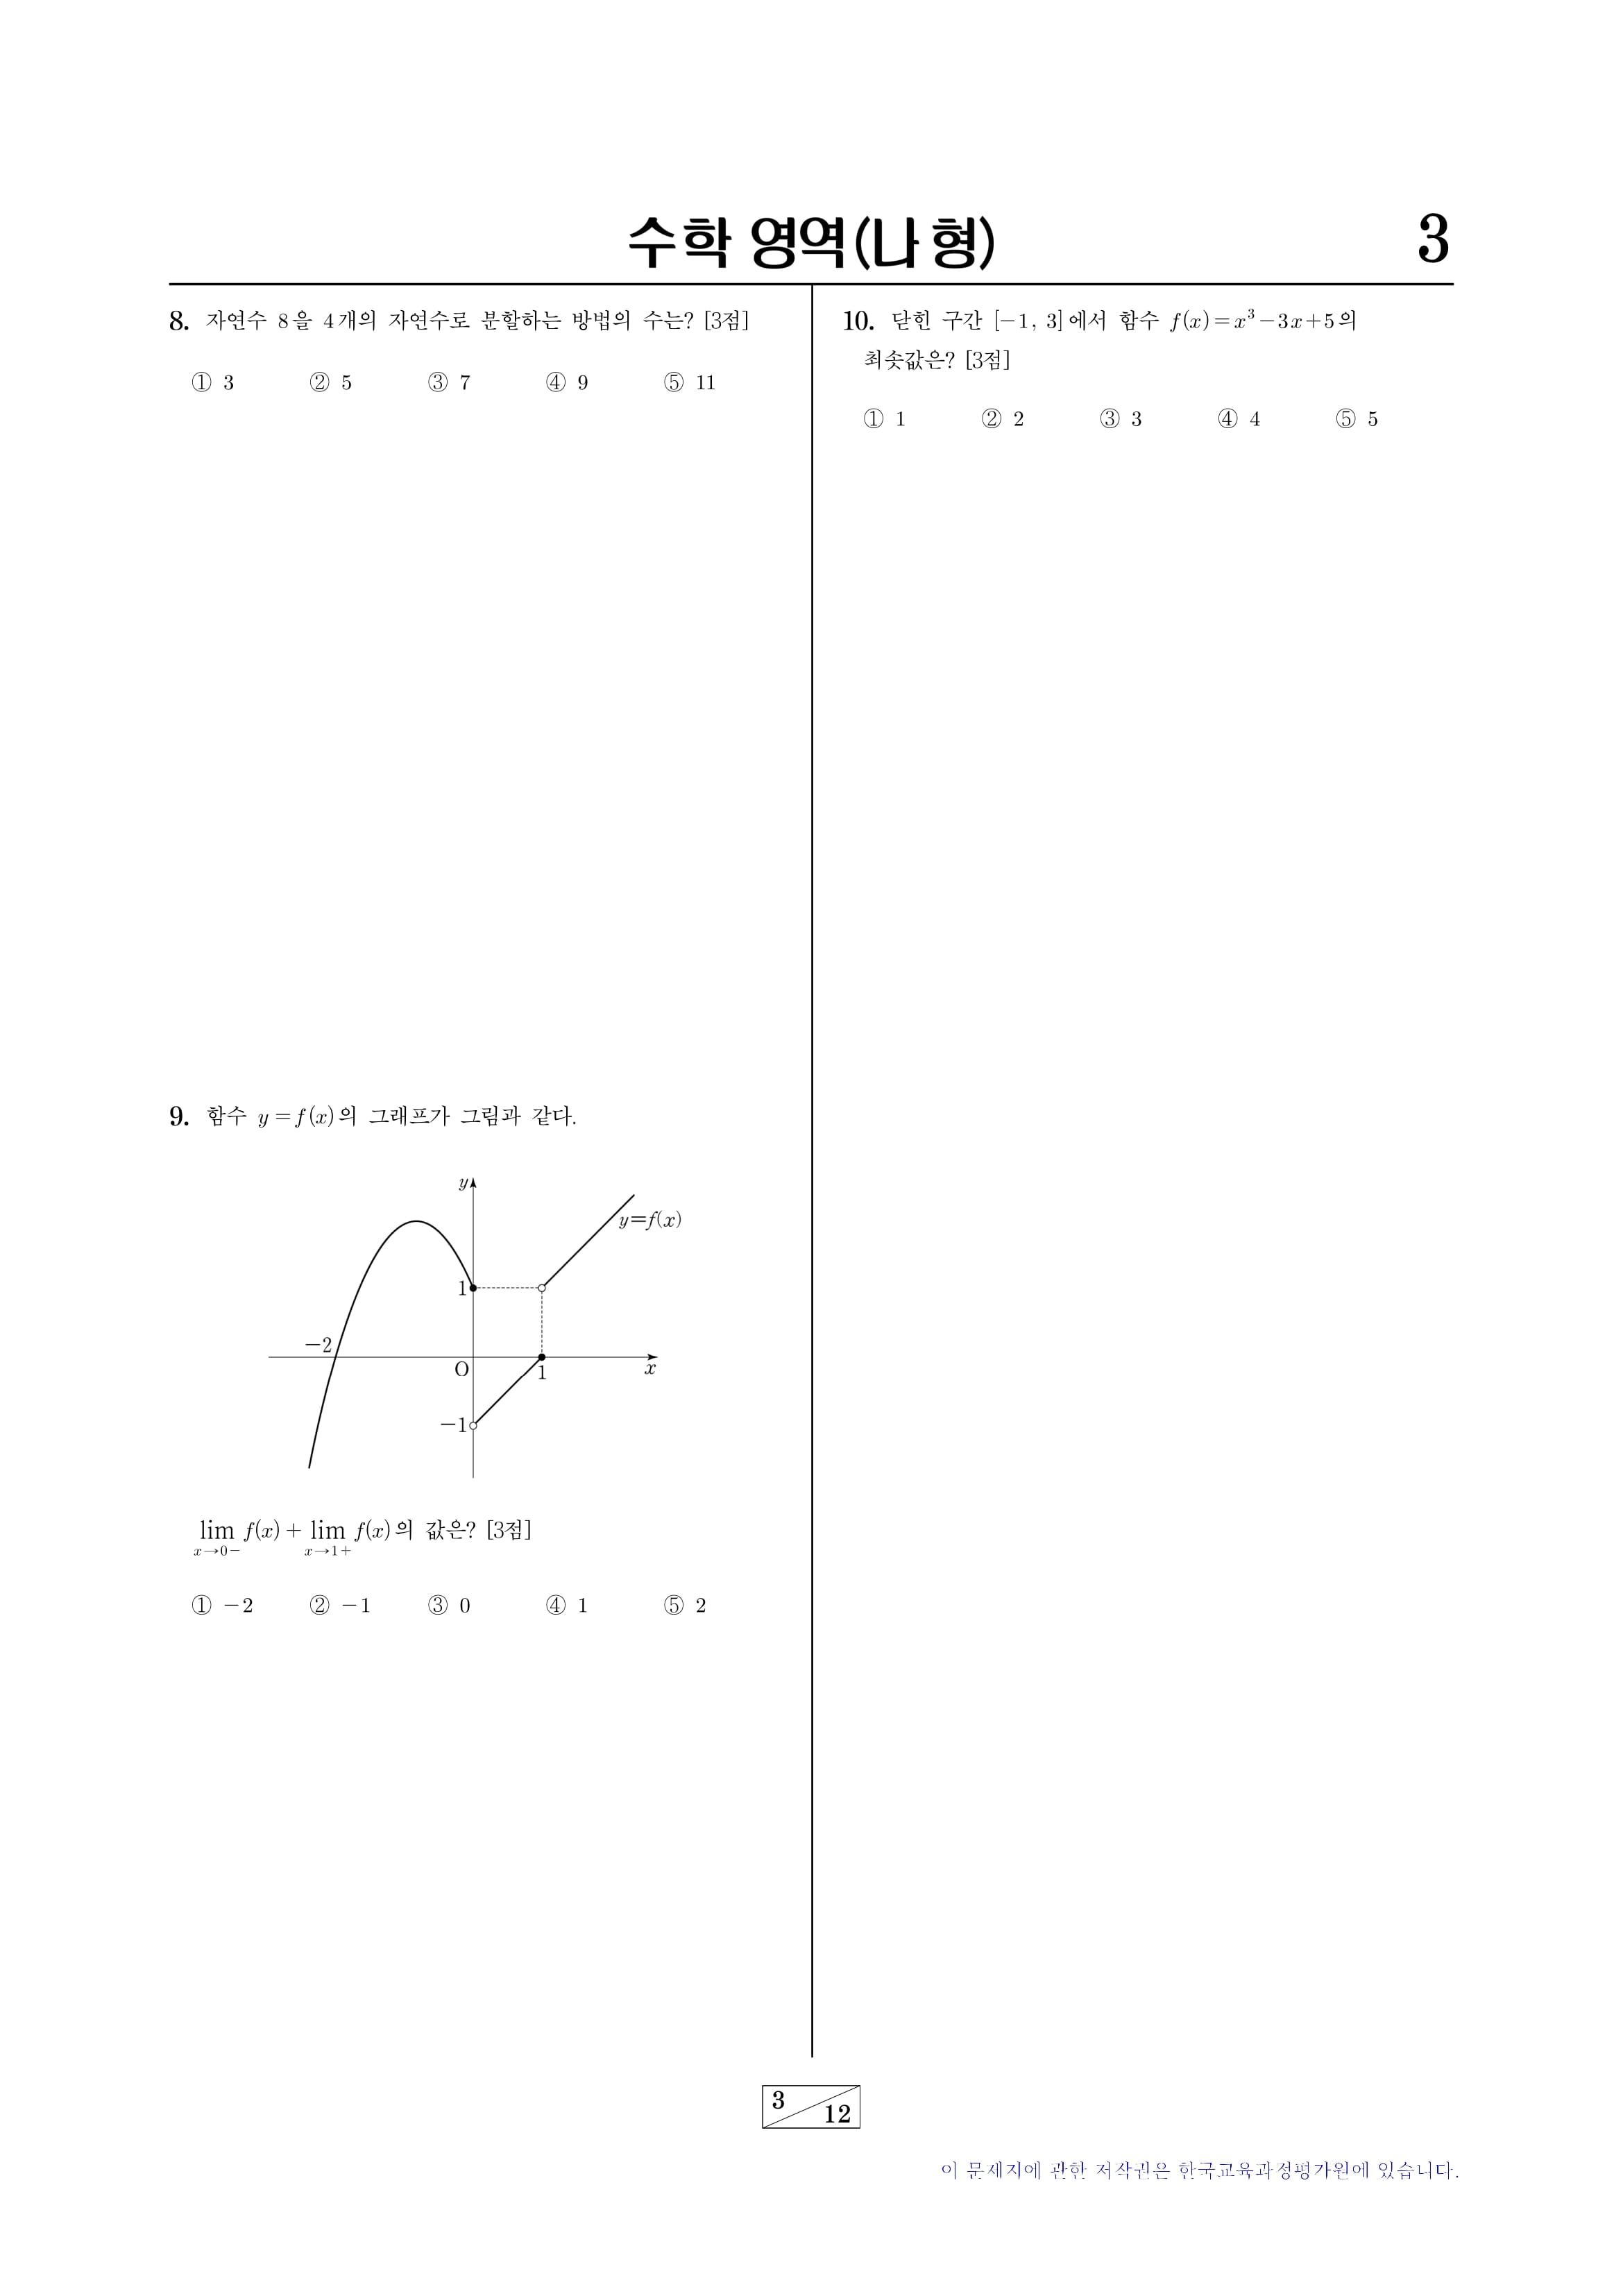 수학 영역(나 형)
3
8. 자연수 8을 4개의 자연수로 분할하는 방법의 수는? [3점]
① 3 ② 5 ③ 7 ④ 9 ⑤ 11
9. 함수 y=f(x)의 그래프가 그림과 같다.
y
y=f(x)
1
-2
O
1
x
-1
lim f(x)+lim f(x)의 값은? [3점]
x→0- x→1+
① -2 ② -1 ③ 0 ④ 1 ⑤ 2
10. 닫힌 구간 [-1, 3]에서 함수 f(x)=x³-3x+5의
최솟값은? [3점]
① 1 ② 2 ③ 3 ④ 4 ⑤ 5
3
12
이 문제지에 관한 저작권은 한국교육과정평가원에 있습니다.